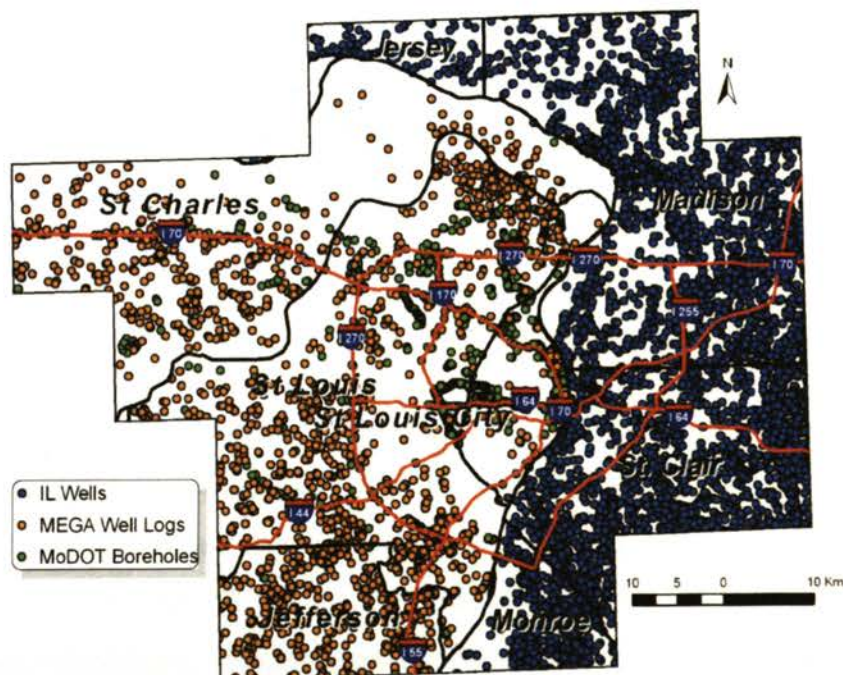 Jersey
N
St Charles
Madison
I 70
I 270
I 270
I 70
I 170
I 255
I 270
St Louis
I 64
St Louis City
I 70
I 64
St. Clair
IL Wells
MEGA Well Logs
I 44
MoDOT Boreholes
10 5 0 10 Km
Jefferson
Monroe
I 55